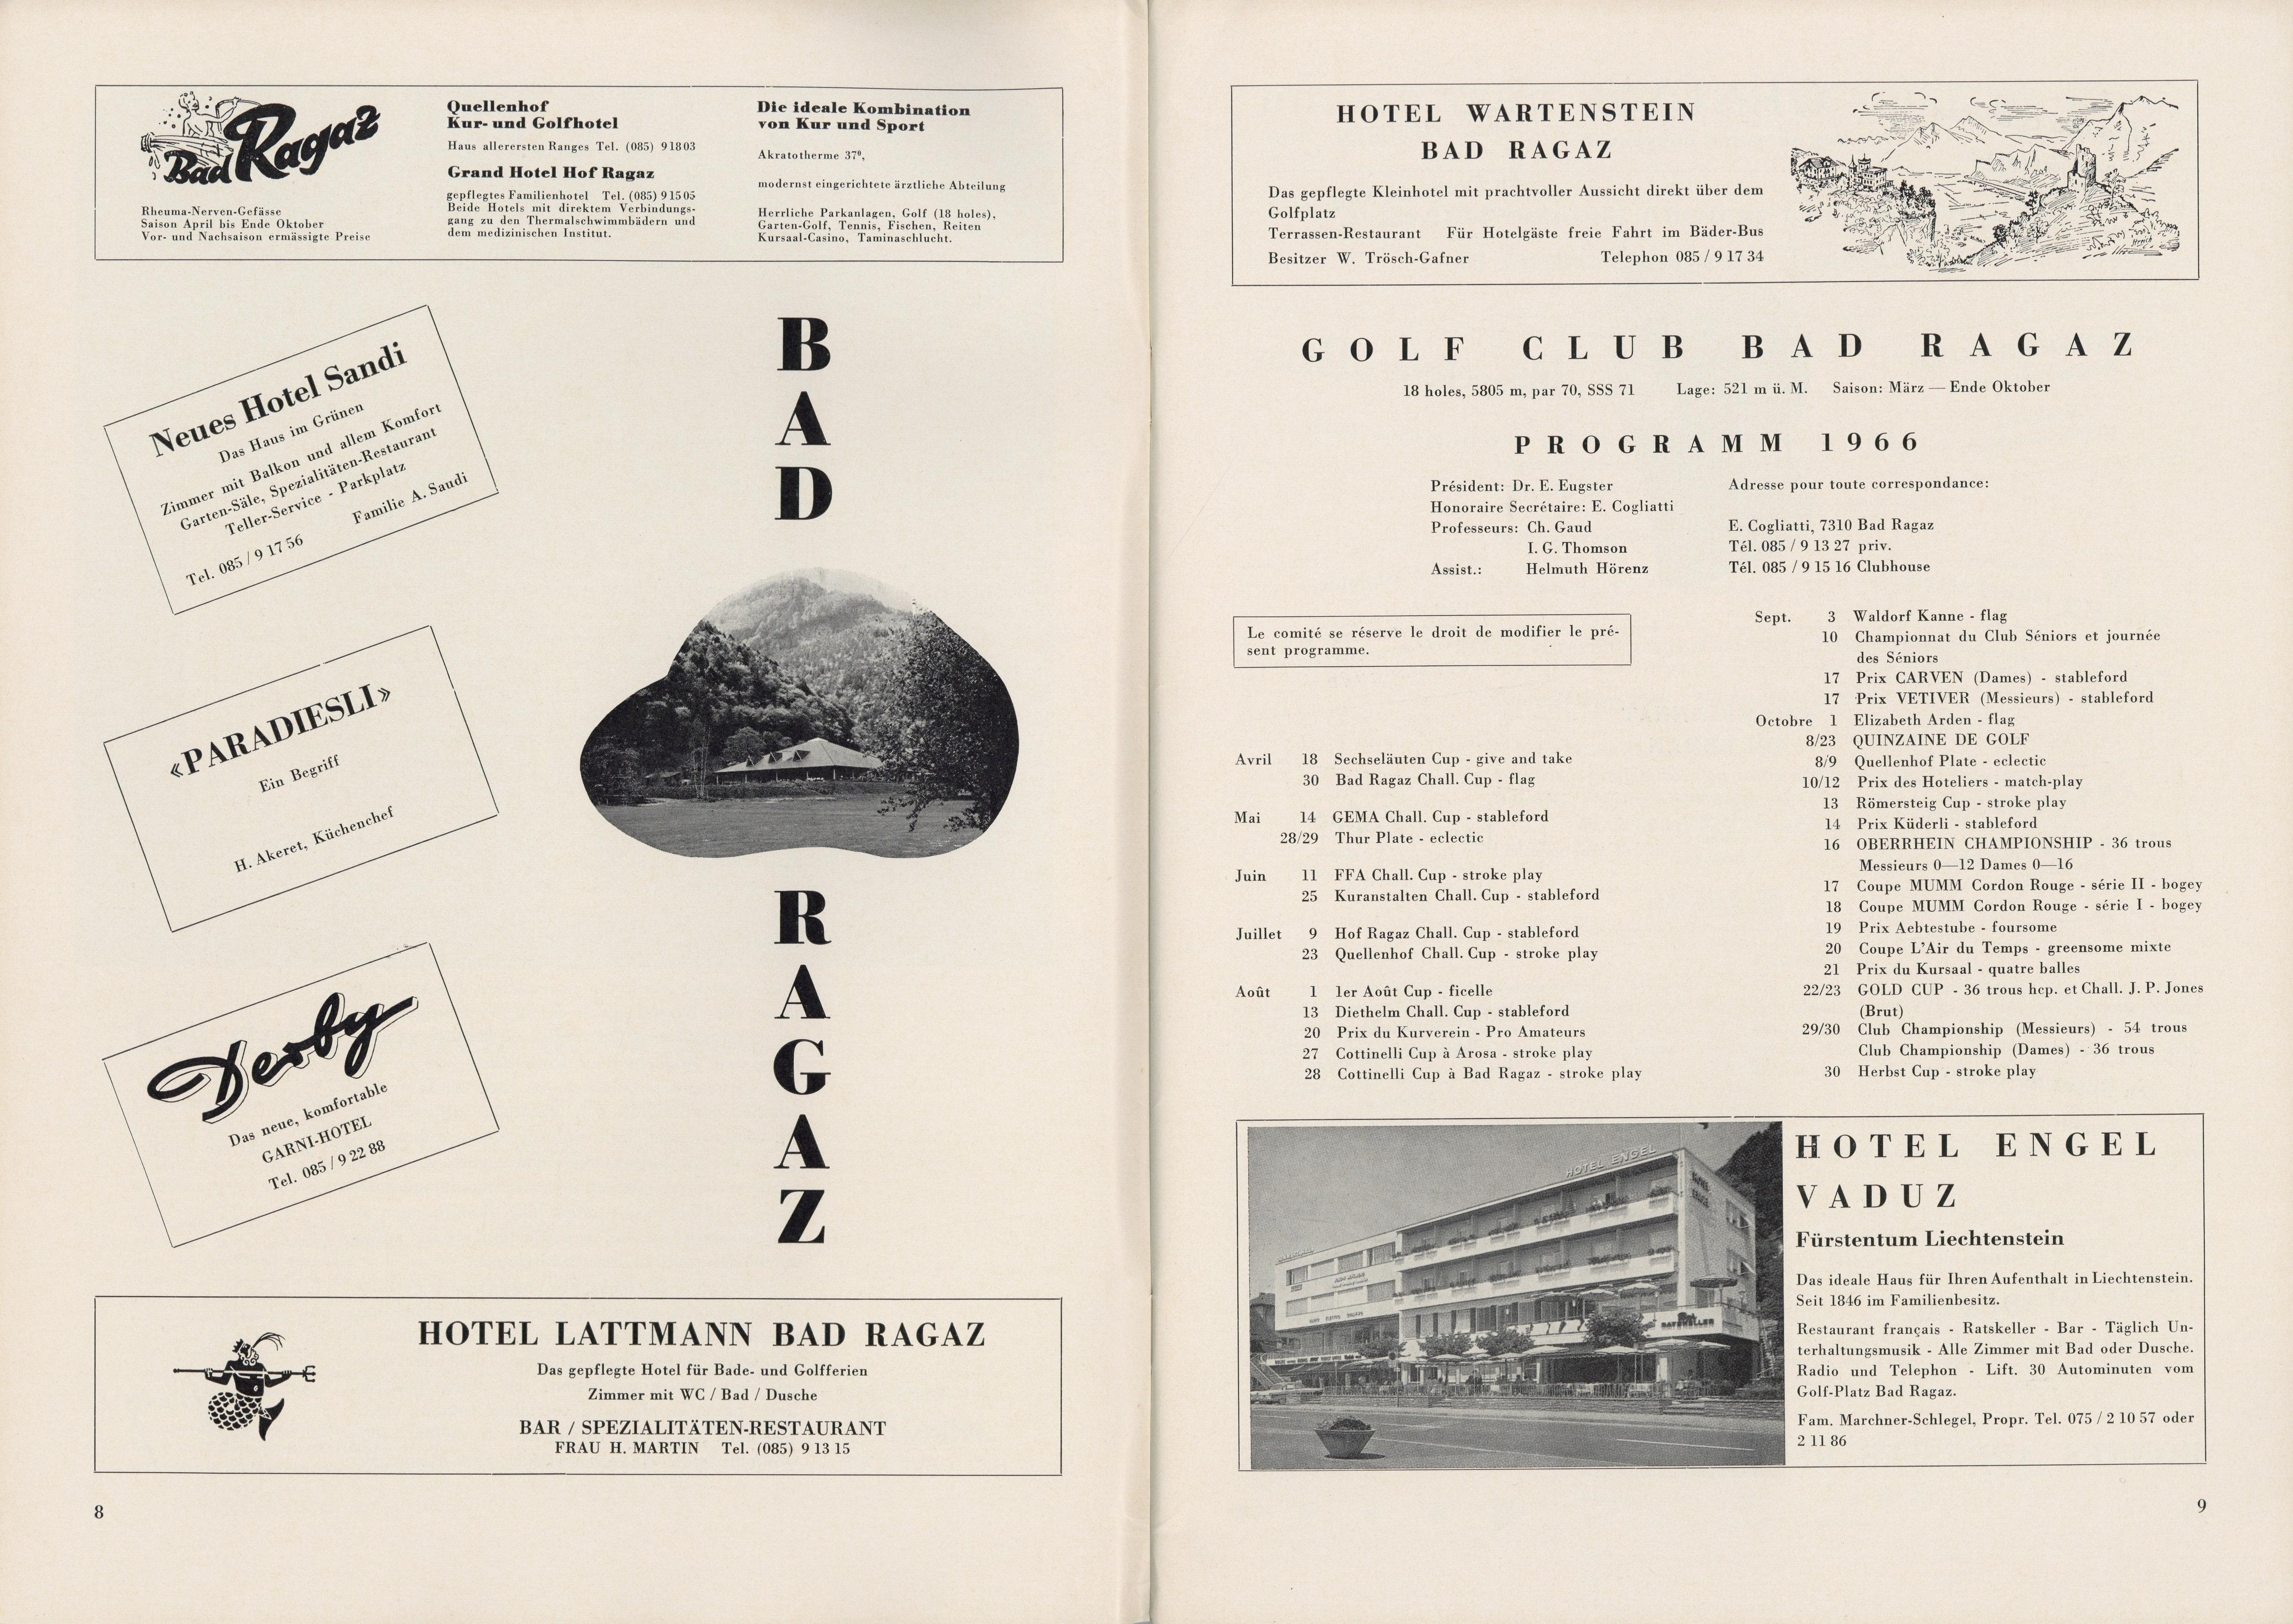 Bad Ragaz
Rheuma-Nerven-Gefässe
Saison April bis Ende Oktober
Vor- und Nachsaison ermässigte Preise
Quellenhof
Kur- und Golfhotel
Haus allerersten Ranges Tel. (085) 91803
Grand Hotel Hof Ragaz
gepflegtes Familienhotel Tel. (085) 91505
Beide Hotels mit direktem Verbindungs-
gang zu den Thermalschwimmbädern und
dem medizinischen Institut.
Die ideale Kombination
von Kur und Sport
Akratotherme 37⁰,
modernst eingerichtete ärztliche Abteilung
Herrliche Parkanlagen, Golf (18 holes),
Garten-Golf, Tennis, Fischen, Reiten
Kursaal-Casino, Taminaschlucht.
Neues Hotel Sandi
Das Haus im Grünen
Zimmer mit Balkon und allem Komfort
Garten-Säle, Spezialitäten-Restaurant
Teller-Service - Parkplatz
Familie A. Saudi
Tel. 085 / 9 17 56
«PARADIESLI»
Ein Begriff
H. Akeret, Küchenchef
Derby
Das neue, komfortable
GARNI-HOTEL
Tel. 085 / 9 22 88
BAD
RAGAZ
HOTEL LATTMANN BAD RAGAZ
Das gepflegte Hotel für Bade- und Golfferien
Zimmer mit WC / Bad / Dusche
BAR / SPEZIALITÄTEN-RESTAURANT
FRAU H. MARTIN Tel. (085) 9 13 15
8
HOTEL WARTENSTEIN
BAD RAGAZ
Das gepflegte Kleinhotel mit prachtvoller Aussicht direkt über dem
Golfplatz
Terrassen-Restaurant Für Hotelgäste freie Fahrt im Bäder-Bus
Besitzer W. Trösch-Gafner Telephon 085 / 9 17 34
GOLF CLUB BAD RAGAZ
18 holes, 5805 m, par 70, SSS 71 Lage: 521 m ü. M. Saison: März — Ende Oktober
PROGRAMM 1966
Président: Dr. E. Eugster
Honoraire Secrétaire: E. Cogliatti
Professeurs: Ch. Gaud
I. G. Thomson
Assist.: Helmuth Hörenz
Adresse pour toute correspondance:
E. Cogliatti, 7310 Bad Ragaz
Tél. 085 / 9 13 27 priv.
Tél. 085 / 9 15 16 Clubhouse
Le comité se réserve le droit de modifier le pré-
sent programme.
Avril 18 Sechseläuten Cup - give and take
30 Bad Ragaz Chall. Cup - flag
Mai 14 GEMA Chall. Cup - stableford
28/29 Thur Plate - eclectic
Juin 11 FFA Chall. Cup - stroke play
25 Kuranstalten Chall. Cup - stableford
Juillet 9 Hof Ragaz Chall. Cup - stableford
23 Quellenhof Chall. Cup - stroke play
Août 1 1er Août Cup - ficelle
13 Diethelm Chall. Cup - stableford
20 Prix du Kurverein - Pro Amateurs
27 Cottinelli Cup à Arosa - stroke play
28 Cottinelli Cup à Bad Ragaz - stroke play
Sept. 3 Waldorf Kanne - flag
10 Championnat du Club Séniors et journée
des Séniors
17 Prix CARVEN (Dames) - stableford
17 Prix VETIVER (Messieurs) - stableford
Octobre 1 Elizabeth Arden - flag
8/23 QUINZAINE DE GOLF
8/9 Quellenhof Plate - eclectic
10/12 Prix des Hoteliers - match-play
13 Römersteig Cup - stroke play
14 Prix Küderli - stableford
16 OBERRHEIN CHAMPIONSHIP - 36 trous
Messieurs 0—12 Dames 0—16
17 Coupe MUMM Cordon Rouge - série II - bogey
18 Coupe MUMM Cordon Rouge - série I - bogey
19 Prix Aebtestube - foursome
20 Coupe L'Air du Temps - greensome mixte
21 Prix du Kursaal - quatre balles
22/23 GOLD CUP - 36 trous hcp. et Chall. J. P. Jones
(Brut)
29/30 Club Championship (Messieurs) - 54 trous
Club Championship (Dames) - 36 trous
30 Herbst Cup - stroke play
HOTEL ENGEL
RATSKELLER
HOTEL ENGEL
VADUZ
Fürstentum Liechtenstein
Das ideale Haus für Ihren Aufenthalt in Liechtenstein.
Seit 1846 im Familienbesitz.
Restaurant français - Ratskeller - Bar - Täglich Un-
terhaltungsmusik - Alle Zimmer mit Bad oder Dusche.
Radio und Telephon - Lift. 30 Autominuten vom
Golf-Platz Bad Ragaz.
Fam. Marchner-Schlegel, Propr. Tel. 075 / 2 10 57 oder
2 11 86
9